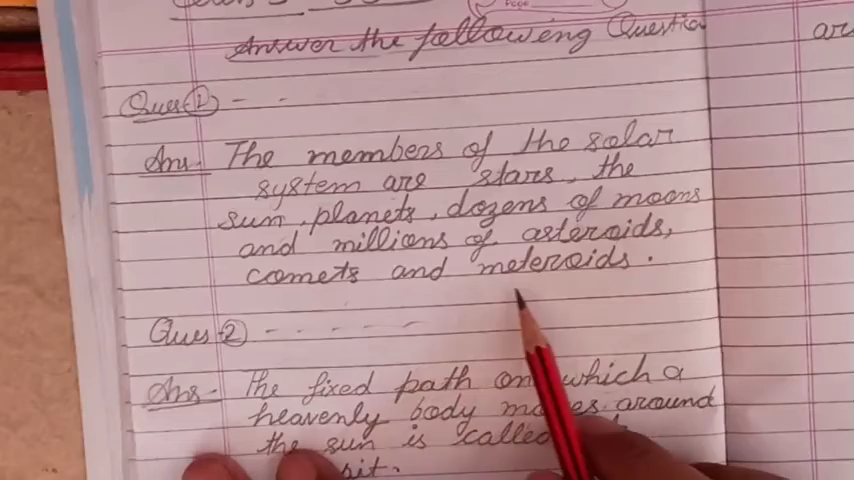 Answer the following Question
Ques-1 - -
Ans- The members of the solar
system are stars, the
sun, planets, dozens of moons
and millions of asteroids,
comets and meteroids.
Ques-2 - - - - -
Ans- The fixed path on which a
heavenly body moves around
the sun is called
bit.